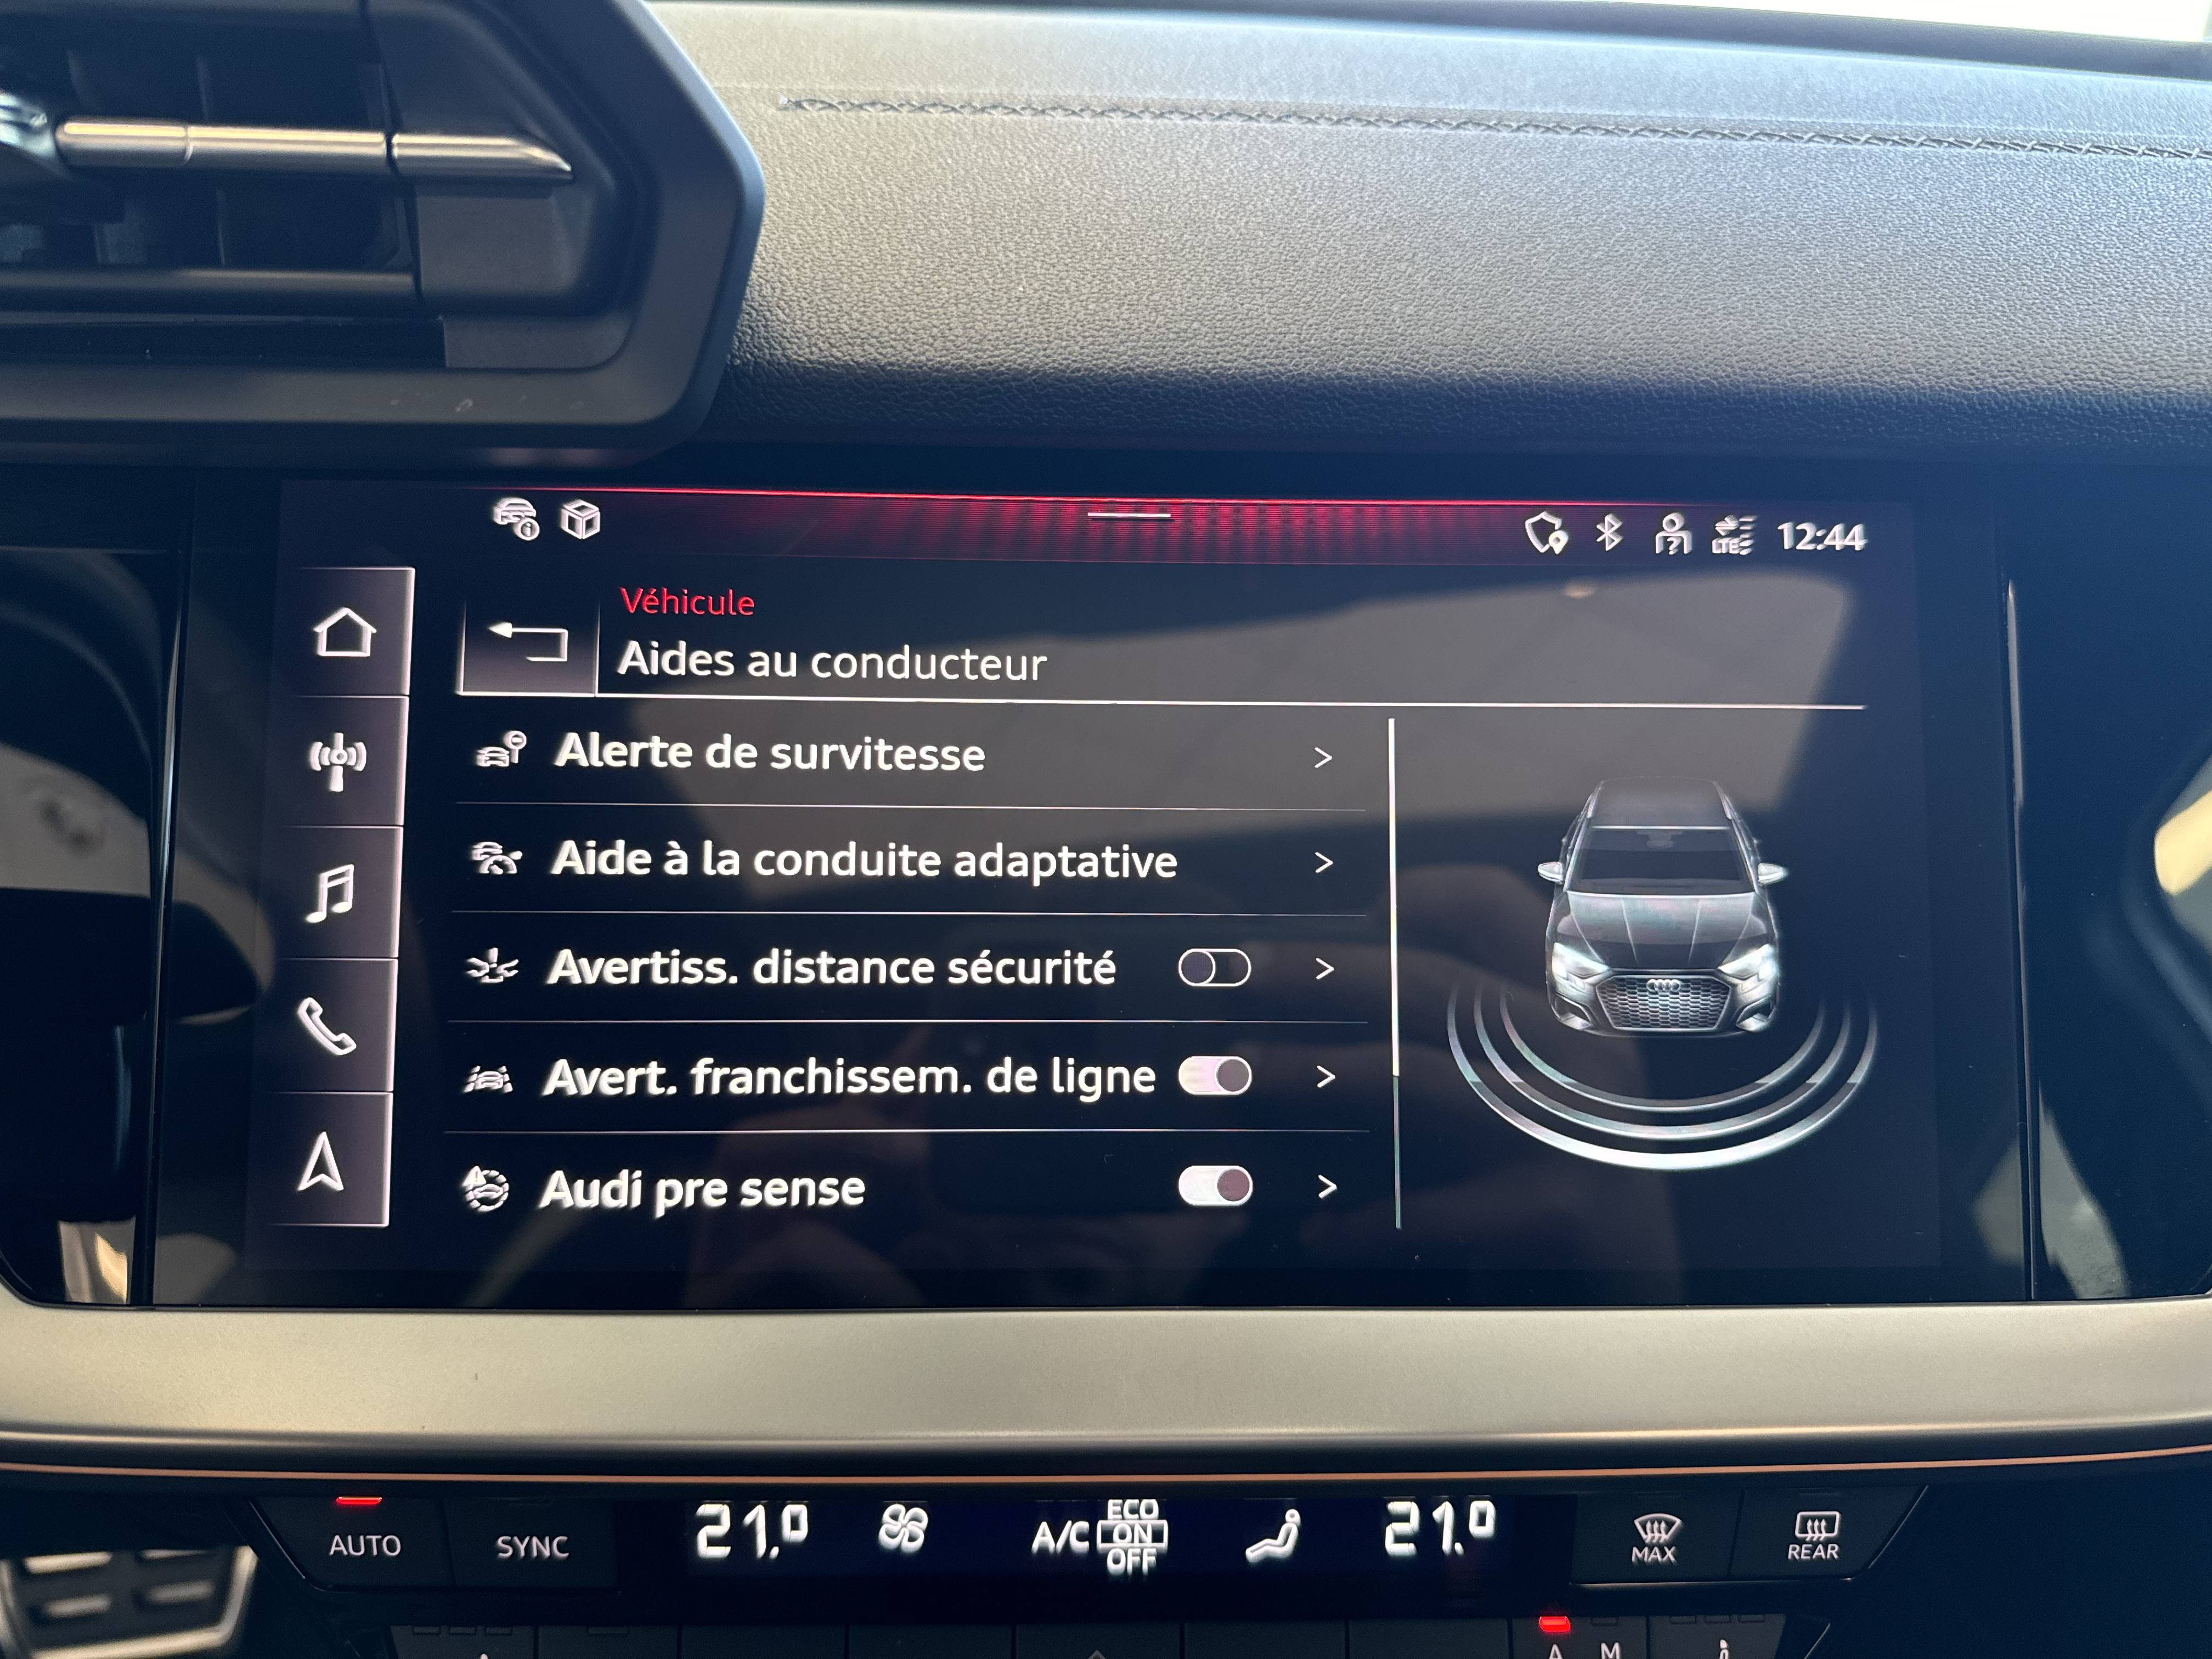 LTE 12:44
Véhicule
Aides au conducteur
Alerte de survitesse
Aide à la conduite adaptative
Avertiss. distance sécurité
Avert. franchissem. de ligne
Audi pre sense
AUTO
SYNC
21.0
A/C
ECO
ON
OFF
21.0
MAX
REAR
A M